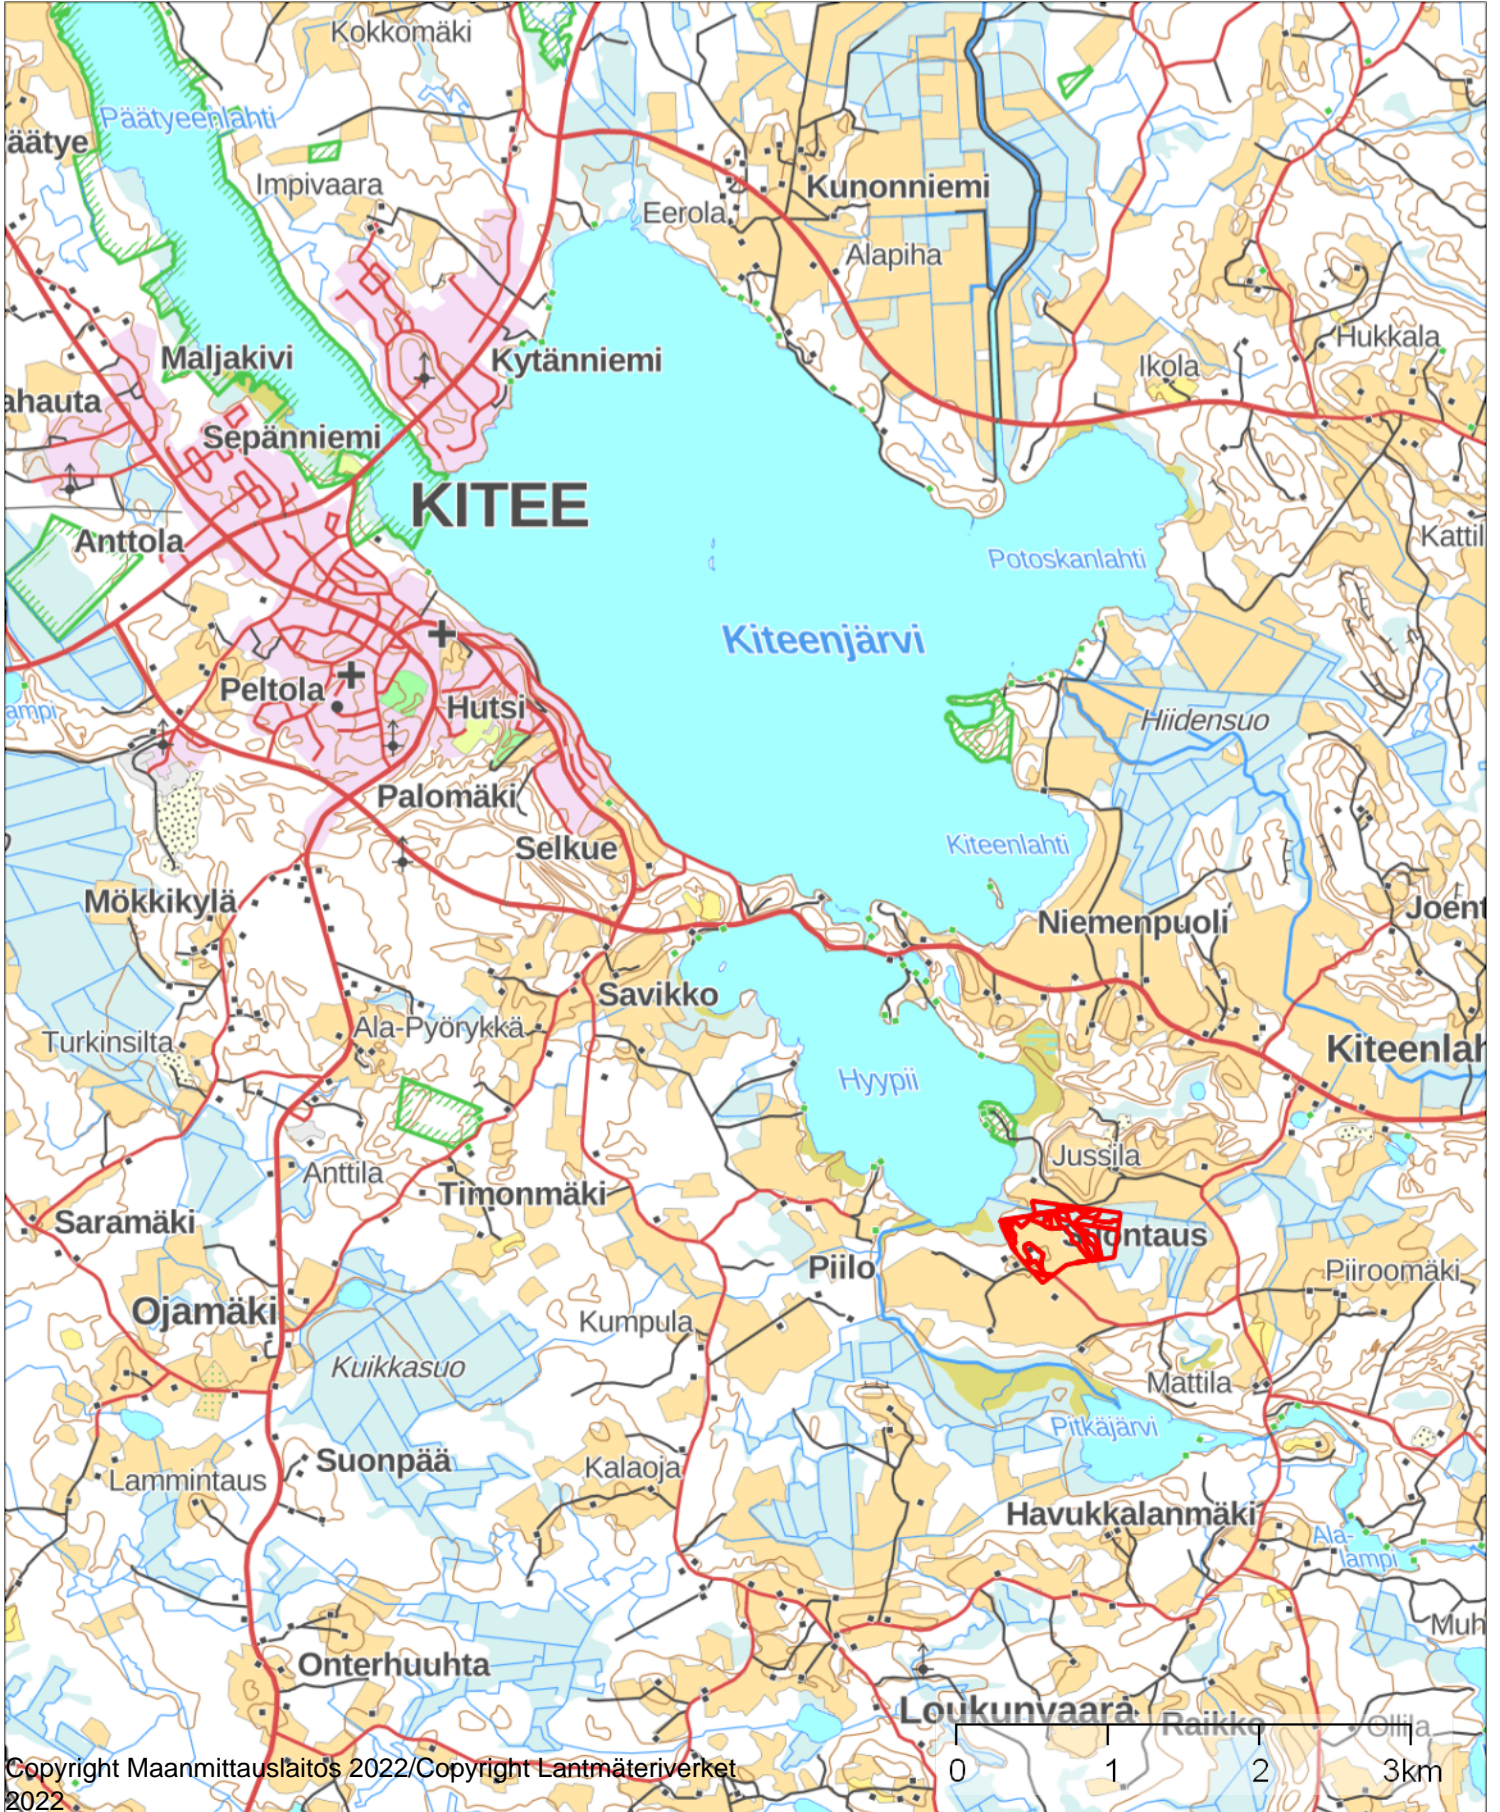 Kokkomäki
Päätyeenlahti
äätye
Impivaara
Kunonniemi
Eerola
Alapiha
Maljakivi
Kytänniemi
Hukkala
Ikola
ahauta
Sepänniemi
KITEE
Anttola
Kattil
Potoskanlahti
Kiteenjärvi
Peltola
Hutsi
ampi
Hiidensuo
Palomäki
Selkue
Kiteenlahti
Mökkikylä
Niemenpuoli
Joent
Savikko
Ala-Pyörykkä
Turkinsilta
Kiteenlah
Hyypii
Jussila
Anttila
Timonmäki
Saramäki
Piilo
Piiroomäki
Ojamäki
Kumpula
Kuikkasuo
Mattila
Pitkäjärvi
Suonpää
Kalaoja
Lammintaus
Havukkalanmäki
Ala-
lampi
Muh
Onterhuuhta
Loukunvaara
Raikko
Ollila
Copyright Maanmittauslaitos 2022/Copyright Lantmäteriverket
2022
0 1 2 3km